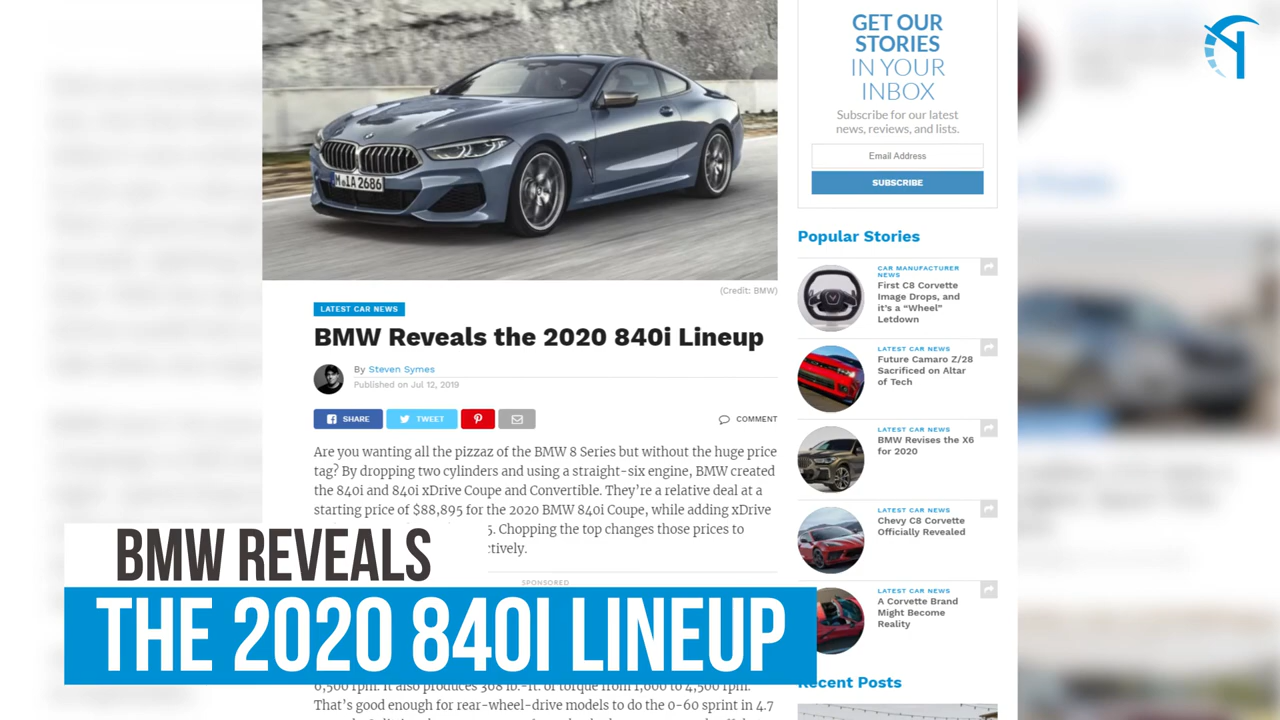 M·IA 2686
(Credit: BMW)
LATEST CAR NEWS
BMW Reveals the 2020 840i Lineup
By Steven Symes
Published on Jul 12, 2019
SHARE
TWEET
COMMENT
Are you wanting all the pizzaz of the BMW 8 Series but without the huge price
tag? By dropping two cylinders and using a straight-six engine, BMW created
the 840i and 840i xDrive Coupe and Convertible. They’re a relative deal at a
starting price of $88,895 for the 2020 BMW 840i Coupe, while adding xDrive
5. Chopping the top changes those prices to
SPONSORED
BMW REVEALS
THE 2020 840I LINEUP
6,500 rpm. It also produces 368 lb.-ft. of torque from 1,600 to 4,500 rpm.
That’s good enough for rear-wheel-drive models to do the 0-60 sprint in 4.7
GET OUR
STORIES
IN YOUR
INBOX
Subscribe for our latest
news, reviews, and lists.
Email Address
SUBSCRIBE
Popular Stories
CAR MANUFACTURER
NEWS
First C8 Corvette
Image Drops, and
it’s a “Wheel”
Letdown
LATEST CAR NEWS
Future Camaro Z/28
Sacrificed on Altar
of Tech
LATEST CAR NEWS
BMW Revises the X6
for 2020
LATEST CAR NEWS
Chevy C8 Corvette
Officially Revealed
LATEST CAR NEWS
A Corvette Brand
Might Become
Reality
Recent Posts